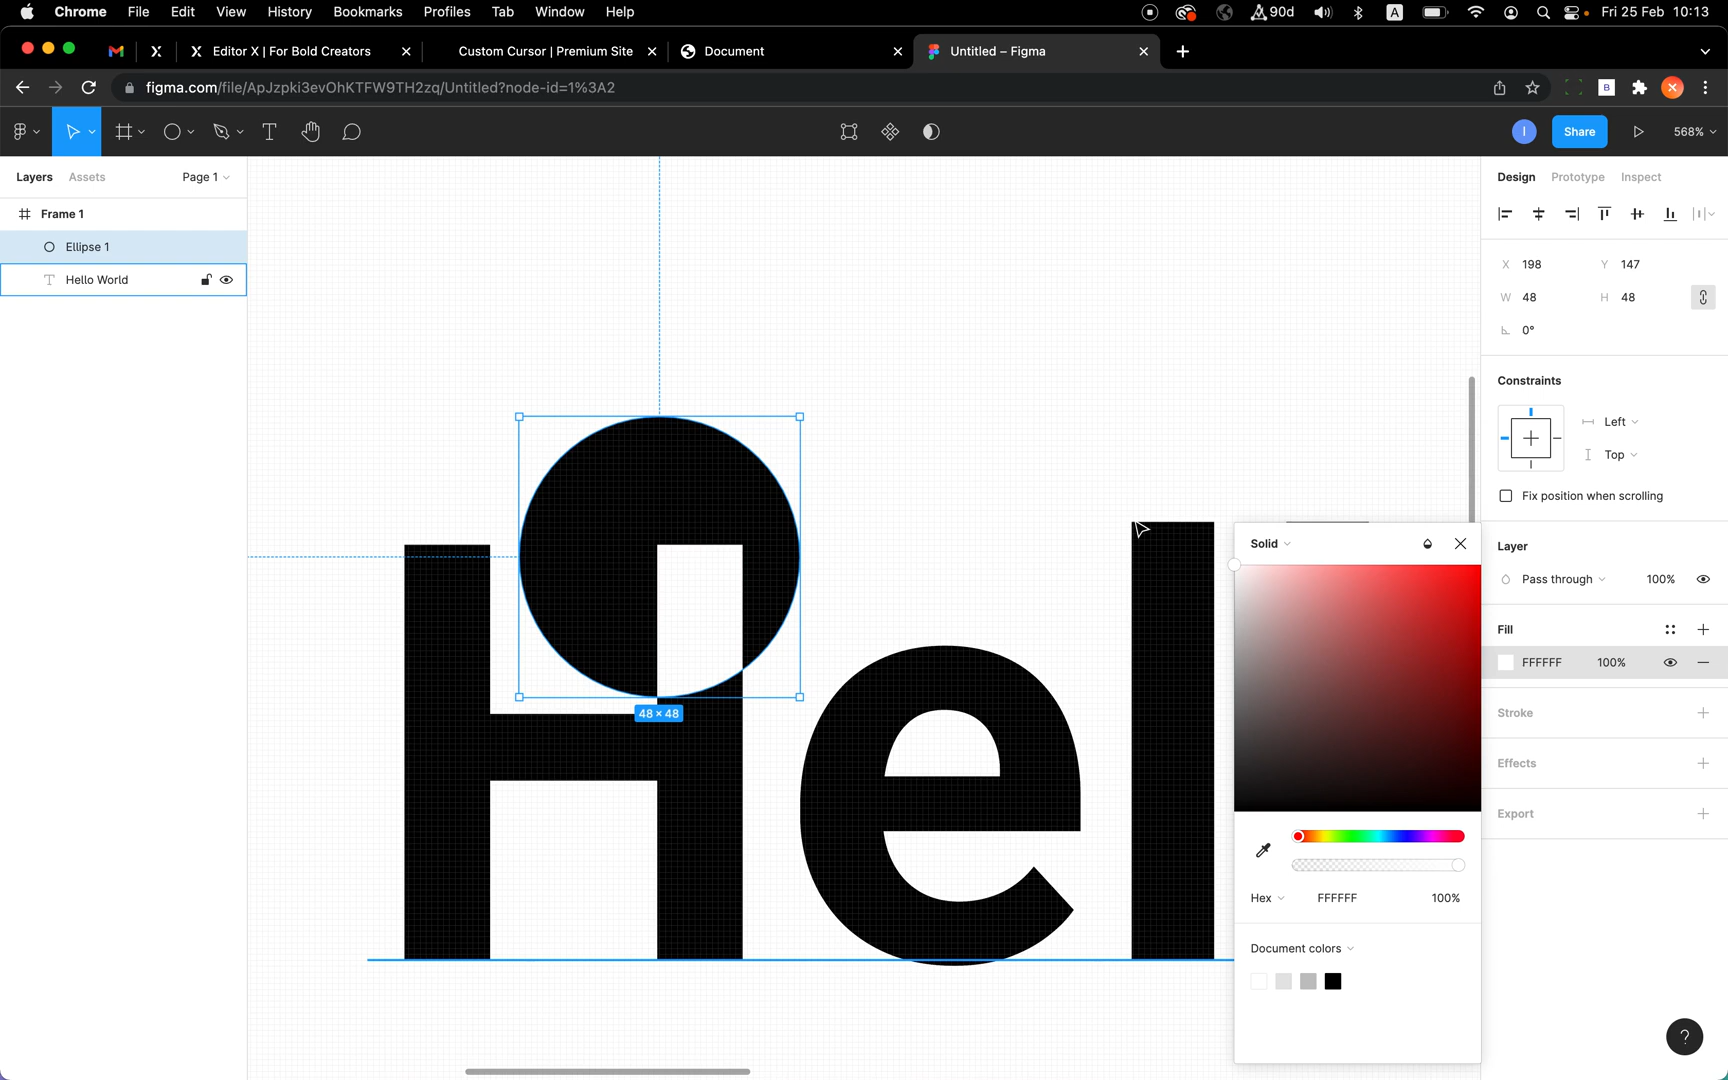 Chrome File Edit View History Bookmarks Profiles Tab Window Help 90d A Fri 25 Feb 10:13
Editor X | For Bold Creators Custom Cursor | Premium Site Document Untitled – Figma
figma.com/file/ApJzpki3evOhKTFW9TH2zq/Untitled?node-id=1%3A2 B
T I Share 568%
Layers Assets Page 1
Design Prototype Inspect
Frame 1
Ellipse 1
Hello World
X 198 Y 147
W 48 H 48
0°
Constraints
Left
Top
Fix position when scrolling
Layer
Pass through 100%
Fill
FFFFFF 100%
Stroke
Effects
Export
Hel
48 × 48
Solid
Hex FFFFFF 100%
Document colors
?